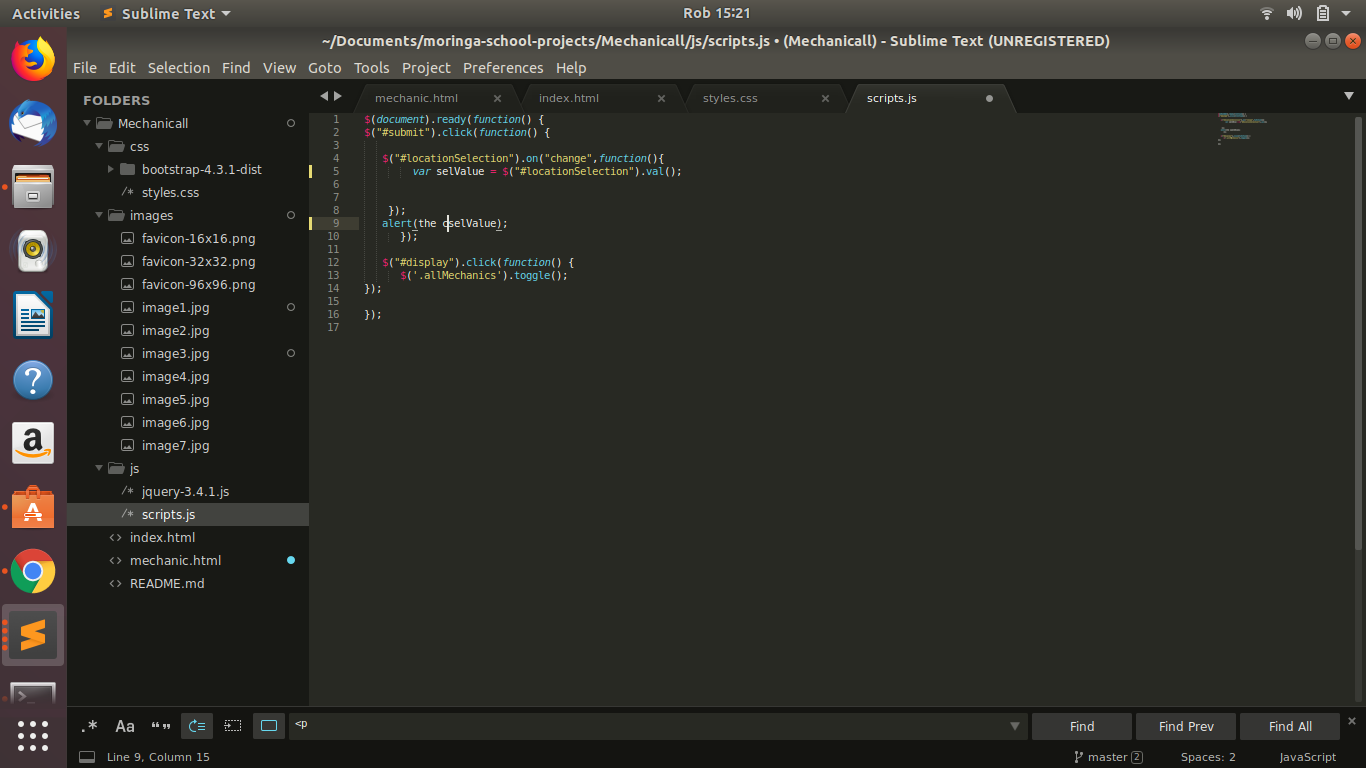 Activities Sublime Text Rob 15:21
~/Documents/moringa-school-projects/Mechanicall/js/scripts.js • (Mechanicall) - Sublime Text (UNREGISTERED)
File Edit Selection Find View Goto Tools Project Preferences Help
FOLDERS
Mechanicall
css
bootstrap-4.3.1-dist
/* styles.css
images
favicon-16x16.png
favicon-32x32.png
favicon-96x96.png
image1.jpg
image2.jpg
image3.jpg
image4.jpg
image5.jpg
image6.jpg
image7.jpg
js
/* jquery-3.4.1.js
/* scripts.js
<> index.html
<> mechanic.html
<> README.md
mechanic.html × index.html × styles.css × scripts.js
1 $(document).ready(function() {
2 $("#submit").click(function() {
3
4 $("#locationSelection").on("change",function(){
5 var selValue = $("#locationSelection").val();
6
7
8 });
9 alert(the cselValue);
10 });
11
12 $("#display").click(function() {
13 $('.allMechanics').toggle();
14 });
15
16 });
17
.* Aa “” <p Find Find Prev Find All ×
Line 9, Column 15 master 2 Spaces: 2 JavaScript